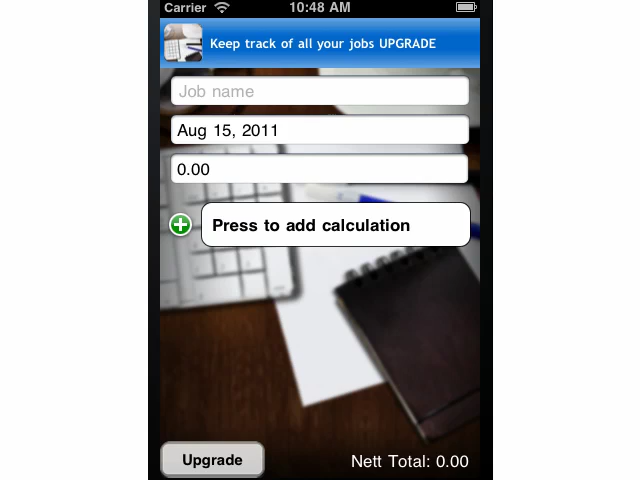 Carrier 10:48 AM
Keep track of all your jobs UPGRADE
Job name
Aug 15, 2011
0.00
Press to add calculation
Upgrade Nett Total: 0.00